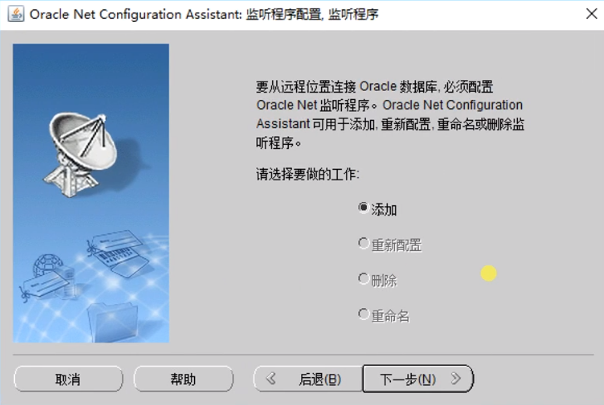 Oracle Net Configuration Assistant: 监听程序配置, 监听程序
要从远程位置连接 Oracle 数据库, 必须配置
Oracle Net 监听程序。Oracle Net Configuration
Assistant 可用于添加, 重新配置, 重命名或删除监
听程序。
请选择要做的工作:
添加
重新配置
删除
重命名
取消
帮助
后退(B)
下一步(N)